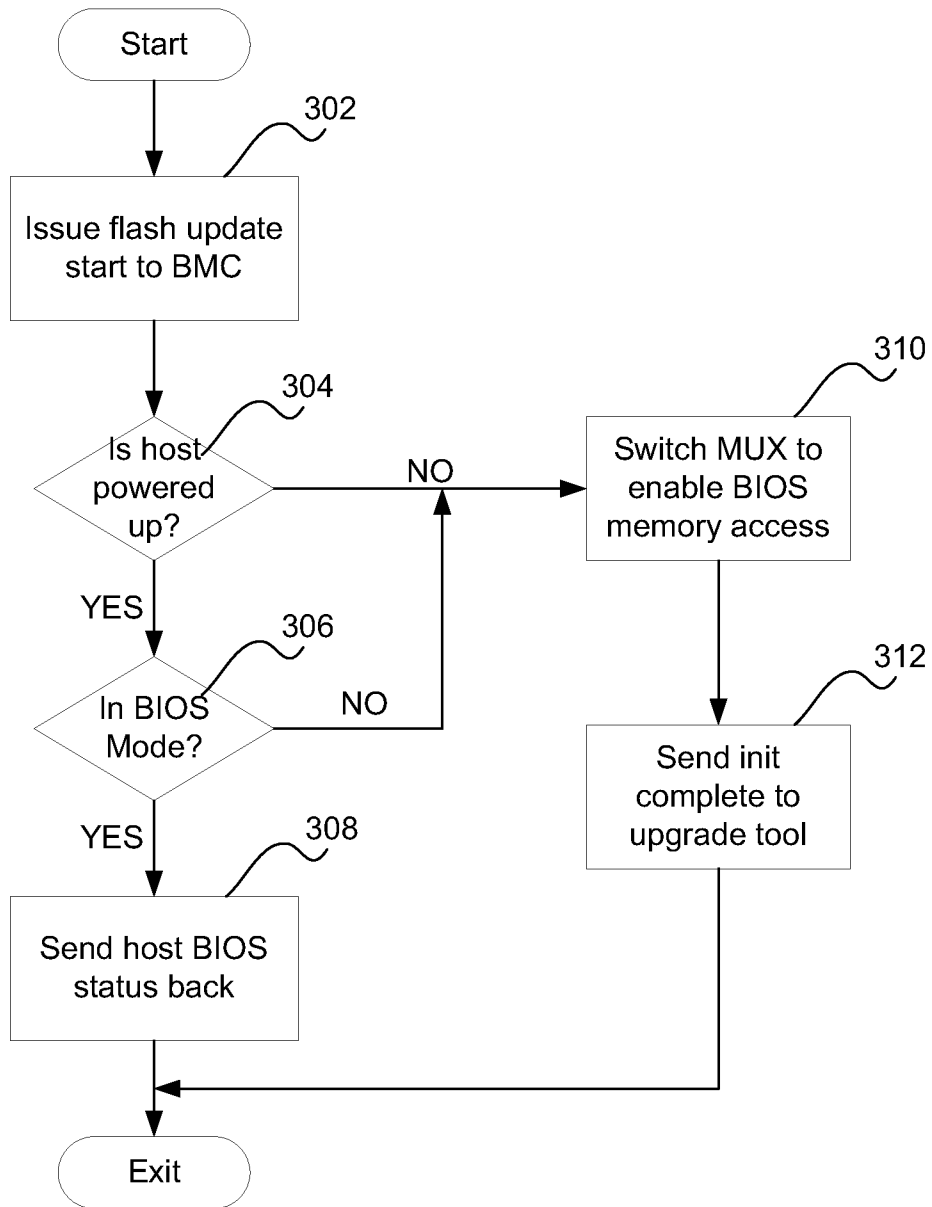 Start
302
Issue flash update
start to BMC
304
Is host
powered
up?
NO
YES
306
In BIOS
Mode?
NO
YES
308
Send host BIOS
status back
310
Switch MUX to
enable BIOS
memory access
312
Send init
complete to
upgrade tool
Exit